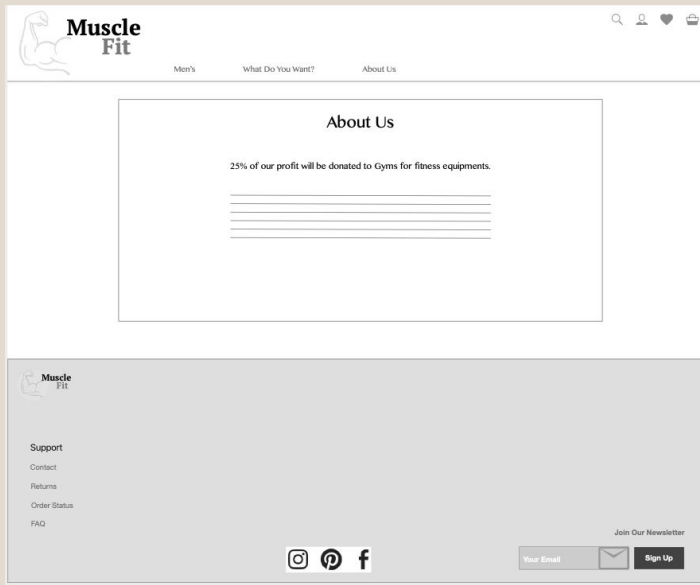 Muscle
Fit
Men's
What Do You Want?
About Us
About Us
25% of our profit will be donated to Gyms for fitness equipments.
Muscle
Fit
Support
Contact
Returns
Order Status
FAQ
Join Our Newsletter
Your Email
Sign Up